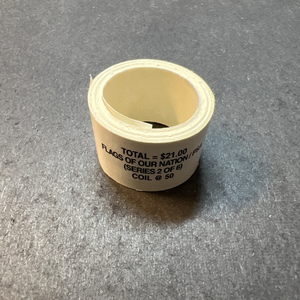 TOTAL = $21.00
FLAGS OF OUR NATION /
(SERIES 2 OF 6)
COIL @ 50